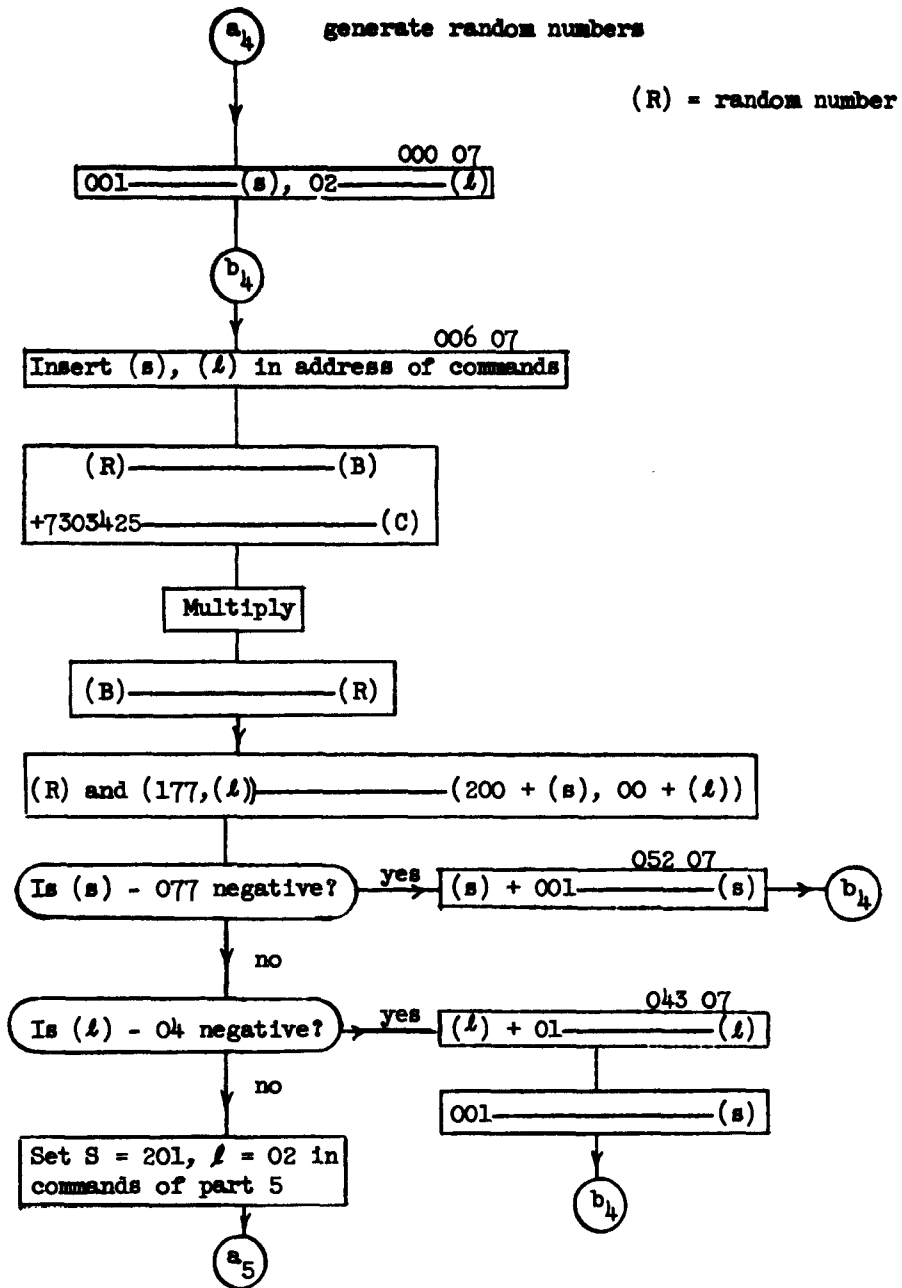 a4 generate random numbers
(R) = random number
000 07
001———(s), 02———(ℓ)
b4
006 07
Insert (s), (ℓ) in address of commands
(R)———(B)
+7303425———(C)
Multiply
(B)———(R)
(R) and (177,(ℓ)———(200 + (s), 00 + (ℓ))
Is (s) - 077 negative?
yes
052 07
(s) + 001———(s)
b4
no
Is (ℓ) - 04 negative?
yes
043 07
(ℓ) + 01———(ℓ)
no
001———(s)
Set S = 201, ℓ = 02 in
commands of part 5
b4
a5